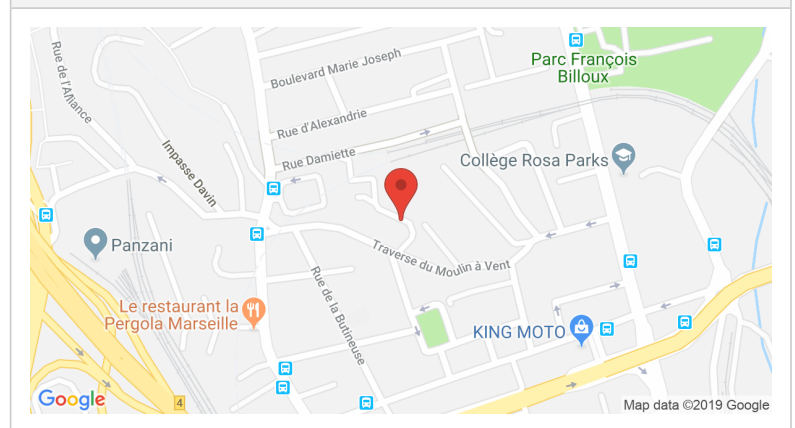 Parc François
Billoux
Boulevard Marie Joseph
Rue de l'Alliance
Rue d'Alexandrie
Rue Damiette
Impasse Davin
Collège Rosa Parks
Panzani
Traverse du Moulin à Vent
Rue de la Butineuse
Le restaurant la
Pergola Marseille
KING MOTO
4
Google
Map data ©2019 Google